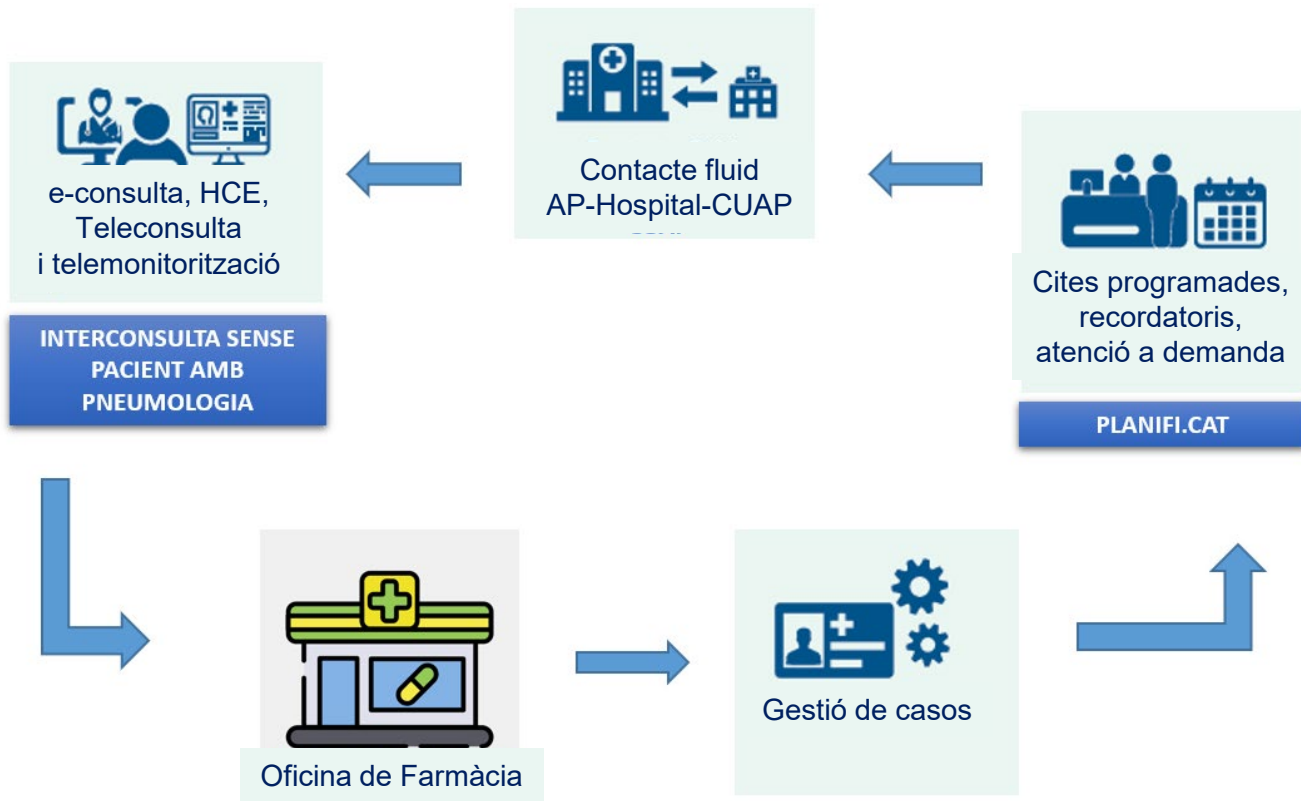 Contacte fluid
AP-Hospital-CUAP
e-consulta, HCE,
Teleconsulta
i telemonitorització
INTERCONSULTA SENSE
PACIENT AMB
PNEUMOLOGIA
Cites programades,
recordatoris,
atenció a demanda
PLANIFI.CAT
Oficina de Farmàcia
Gestió de casos